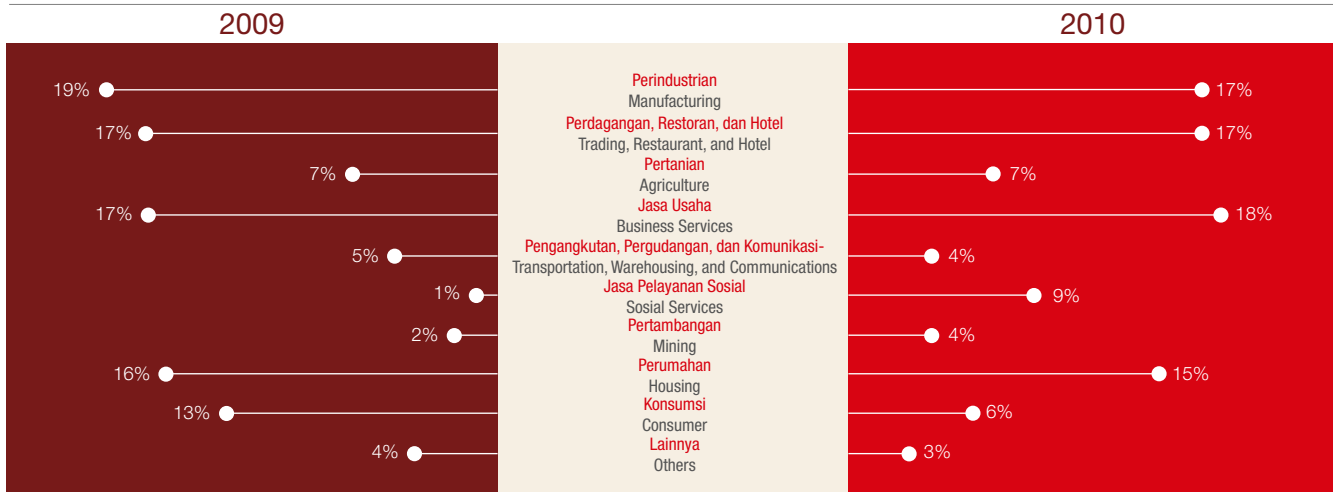 2009 2010
19% Perindustrian 17%
Manufacturing
17% Perdagangan, Restoran, dan Hotel 17%
Trading, Restaurant, and Hotel
7% Pertanian 7%
Agriculture
17% Jasa Usaha 18%
Business Services
5% Pengangkutan, Pergudangan, dan Komunikasi- 4%
Transportation, Warehousing, and Communications
1% Jasa Pelayanan Sosial 9%
Sosial Services
2% Pertambangan 4%
Mining
16% Perumahan 15%
Housing
13% Konsumsi 6%
Consumer
4% Lainnya 3%
Others